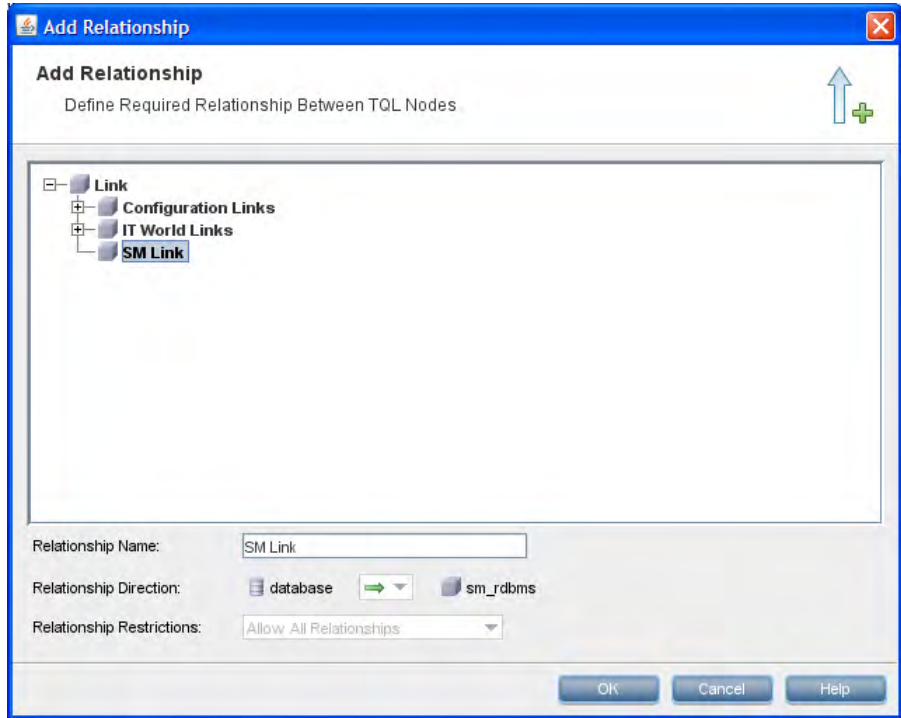 Add Relationship
Add Relationship
Define Required Relationship Between TQL Nodes
Link
Configuration Links
IT World Links
SM Link
Relationship Name: SM Link
Relationship Direction: database sm_rdbms
Relationship Restrictions: Allow All Relationships
OK Cancel Help